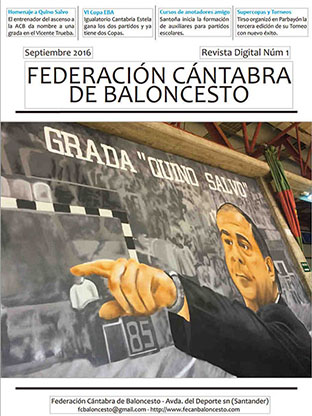 Homenaje a Quino Salvo
El entrenador del ascenso a
la ACB da nombre a una
grada en el Vicente Trueba.
VI Copa EBA
Igualatorio Cantabria Estela
gana los dos partidos y ya
tiene dos Copas.
Cursos de anotadores amigo
Santoña inicia la formación
de auxiliares para partidos
escolares.
Supercopas y Torneos
Tirso organizó en Parbayón la
tercera edición de su Torneo
con nuevo éxito.
Septiembre 2016
Revista Digital Núm 1
FEDERACIÓN CÁNTABRA
DE BALONCESTO
GRADA "QUINO SALVO"
85
Federación Cántabra de Baloncesto - Avda. del Deporte sn (Santander)
fcbaloncesto@gmail.com - http://www.fecanbaloncesto.com